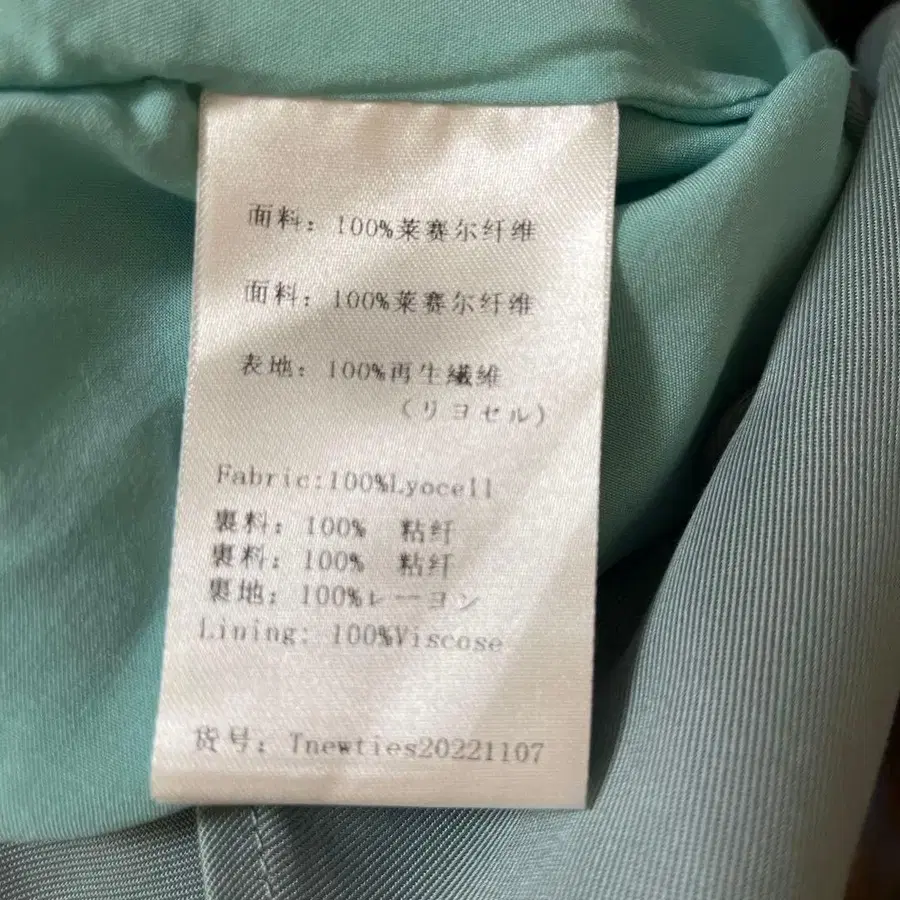 面料: 100%莱赛尔纤维
面料: 100%莱赛尔纤维
表地: 100%再生繊維
(リヨセル)
Fabric:100%Lyocell
裏料: 100% 粘纤
裏料: 100% 粘纤
裏地: 100%レーヨン
Lining: 100%Viscose
货号: Tnewties20221107